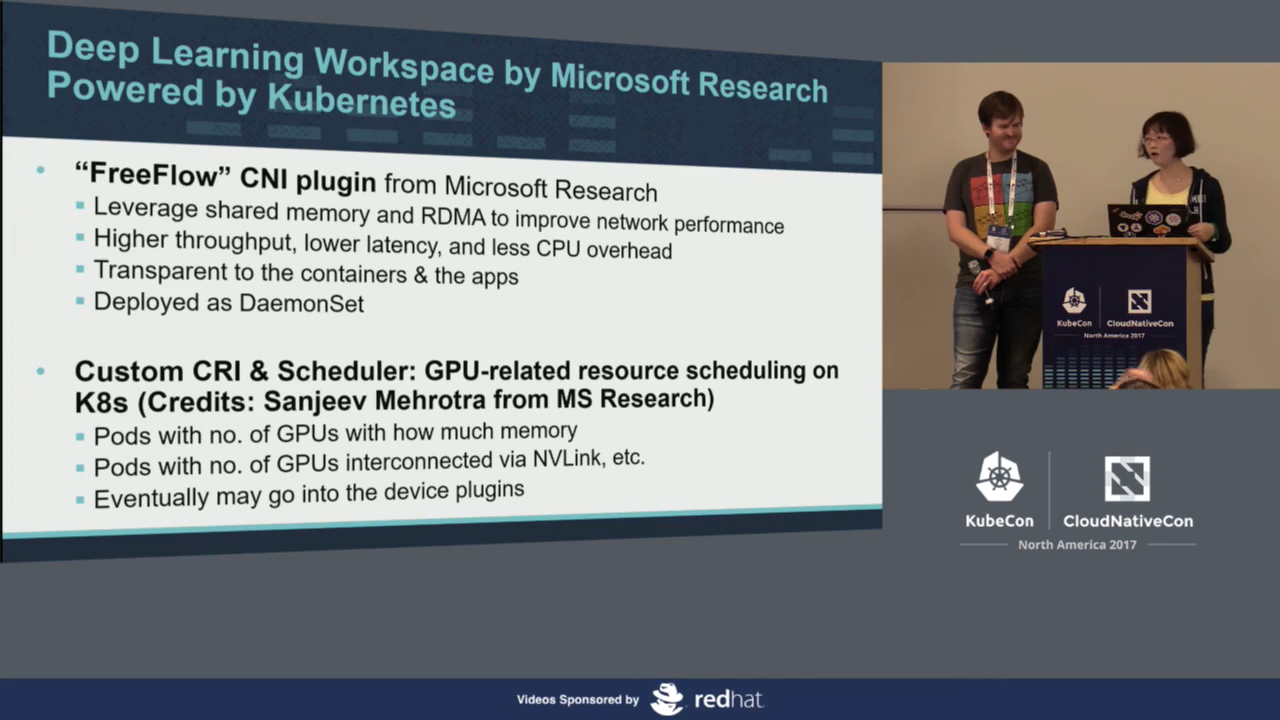 Deep Learning Workspace by Microsoft Research
Powered by Kubernetes
• “FreeFlow” CNI plugin from Microsoft Research
▪ Leverage shared memory and RDMA to improve network performance
▪ Higher throughput, lower latency, and less CPU overhead
▪ Transparent to the containers & the apps
▪ Deployed as DaemonSet
• Custom CRI & Scheduler: GPU-related resource scheduling on
K8s (Credits: Sanjeev Mehrotra from MS Research)
▪ Pods with no. of GPUs with how much memory
▪ Pods with no. of GPUs interconnected via NVLink, etc.
▪ Eventually may go into the device plugins
KubeCon CloudNativeCon
North America 2017
KubeCon CloudNativeCon
North America 2017
Videos Sponsored by redhat